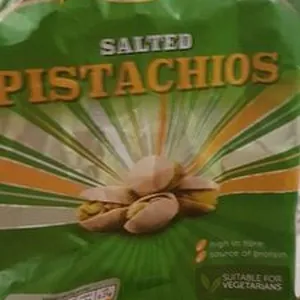 SALTED
PISTACHIOS
high in fibre
source of protein
SUITABLE FOR
VEGETARIANS